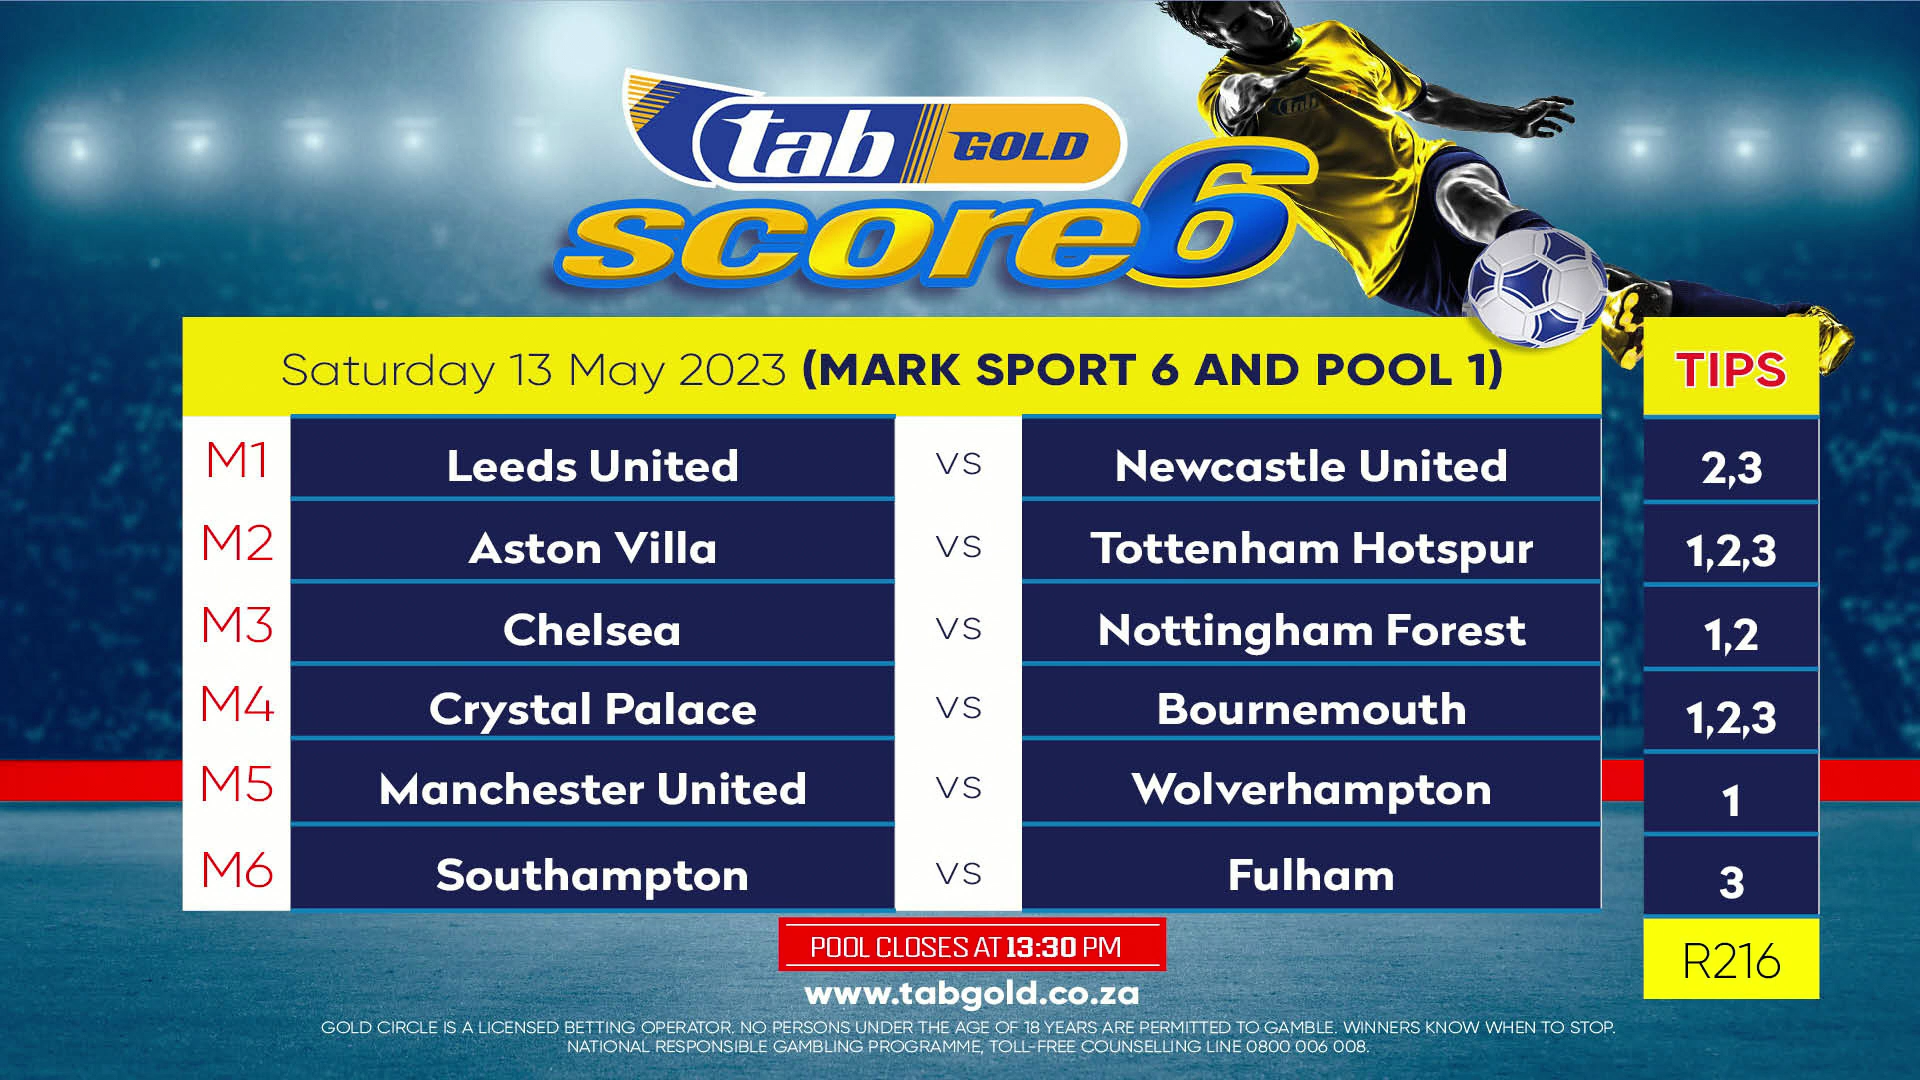 tab GOLD
score6
Saturday 13 May 2023 (MARK SPORT 6 AND POOL 1) TIPS
M1 Leeds United vs Newcastle United 2,3
M2 Aston Villa vs Tottenham Hotspur 1,2,3
M3 Chelsea vs Nottingham Forest 1,2
M4 Crystal Palace vs Bournemouth 1,2,3
M5 Manchester United vs Wolverhampton 1
M6 Southampton vs Fulham 3
POOL CLOSES AT 13:30 PM
R216
www.tabgold.co.za
GOLD CIRCLE IS A LICENSED BETTING OPERATOR. NO PERSONS UNDER THE AGE OF 18 YEARS ARE PERMITTED TO GAMBLE. WINNERS KNOW WHEN TO STOP.
NATIONAL RESPONSIBLE GAMBLING PROGRAMME, TOLL-FREE COUNSELLING LINE 0800 006 008.